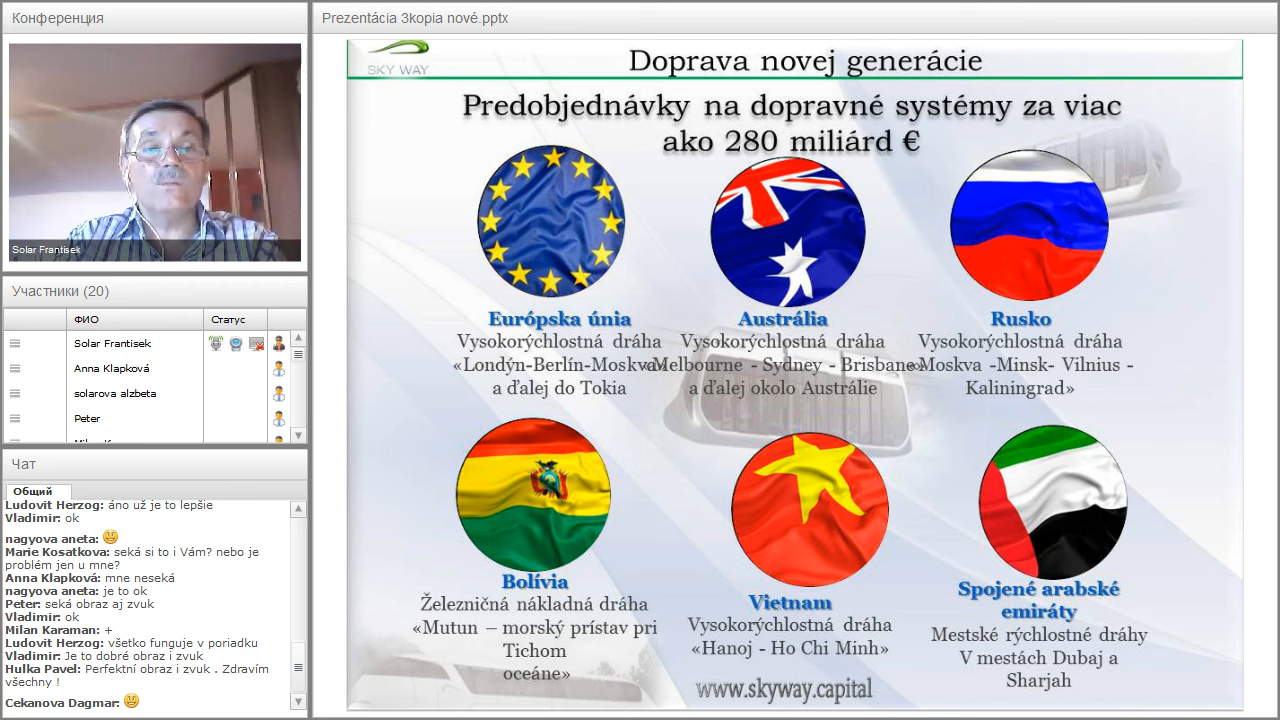 Конференция
Solar Frantisek
Участники (20)
ФИО
Статус
Solar Frantisek
Anna Klapková
solarova alzbeta
Peter
Чат
Общий
Ludovit Herzog: áno už je to lepšie
Vladimir: ok
nagyova aneta:
Marie Kosatkova: seká si to i Vám? nebo je
problém jen u mne?
Anna Klapková: mne neseká
nagyova aneta: je to ok
Peter: seká obraz aj zvuk
Vladimir: ok
Milan Karaman: +
Ludovit Herzog: všetko funguje v poriadku
Vladimir: Je to dobré obraz i zvuk
Hulka Pavel: Perfektní obraz i zvuk . Zdravím
všechny !
Cekanova Dagmar:
Prezentácia 3kopia nové.pptx
SKY WAY
Doprava novej generácie
Predobjednávky na dopravné systémy za viac
ako 280 miliárd €
Európska únia
Vysokorýchlostná dráha
«Londýn-Berlín-Moskva»
a ďalej do Tokia
Austrália
Vysokorýchlostná dráha
«Melbourne - Sydney - Brisbane»
a ďalej okolo Austrálie
Rusko
Vysokorýchlostná dráha
«Moskva -Minsk- Vilnius -
Kaliningrad»
Bolívia
Železničná nákladná dráha
«Mutun – morský prístav pri
Tichom
oceáne»
Vietnam
Vysokorýchlostná dráha
«Hanoj - Ho Chi Minh»
Spojené arabské
emiráty
Mestské rýchlostné dráhy
V mestách Dubaj a
Sharjah
www.skyway.capital